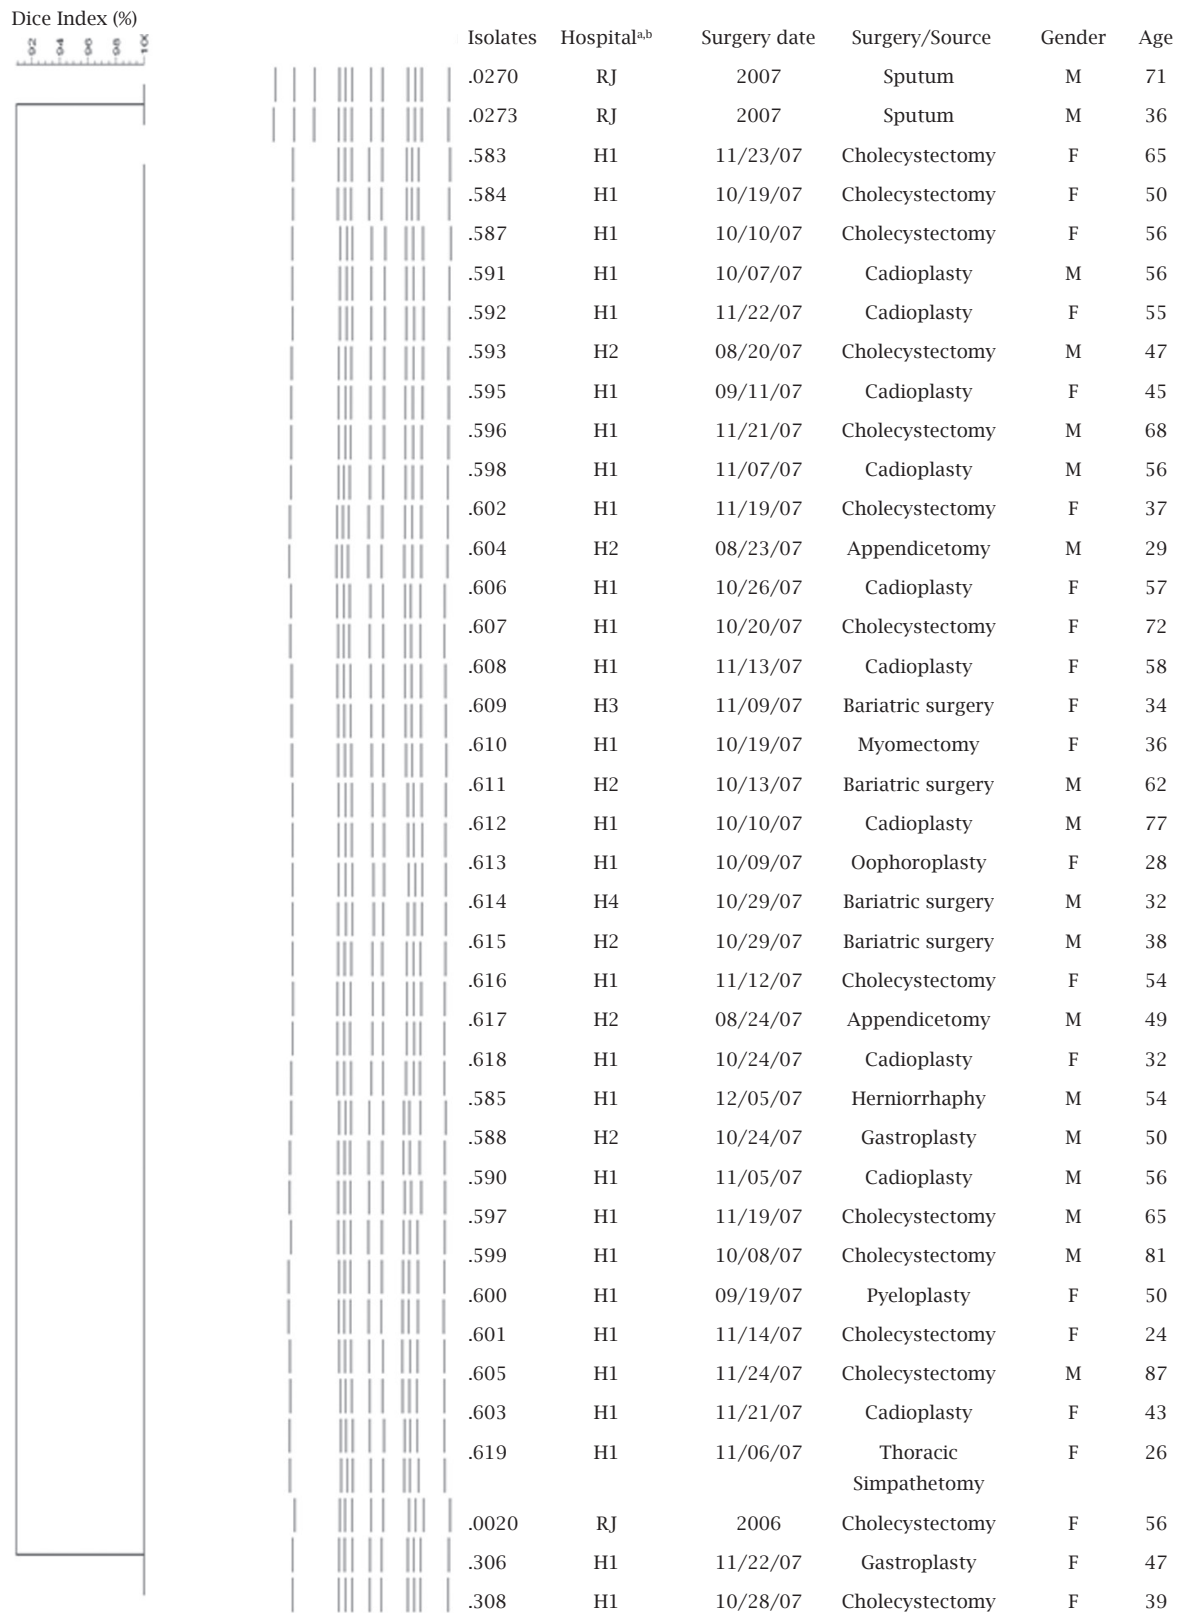 Dice Index (%)
92 94 96 98 100
Isolates Hospitala,b Surgery date Surgery/Source Gender Age
.0270 RJ 2007 Sputum M 71
.0273 RJ 2007 Sputum M 36
.583 H1 11/23/07 Cholecystectomy F 65
.584 H1 10/19/07 Cholecystectomy F 50
.587 H1 10/10/07 Cholecystectomy F 56
.591 H1 10/07/07 Cadioplasty M 56
.592 H1 11/22/07 Cadioplasty F 55
.593 H2 08/20/07 Cholecystectomy M 47
.595 H1 09/11/07 Cadioplasty F 45
.596 H1 11/21/07 Cholecystectomy M 68
.598 H1 11/07/07 Cadioplasty M 56
.602 H1 11/19/07 Cholecystectomy F 37
.604 H2 08/23/07 Appendicetomy M 29
.606 H1 10/26/07 Cadioplasty F 57
.607 H1 10/20/07 Cholecystectomy F 72
.608 H1 11/13/07 Cadioplasty F 58
.609 H3 11/09/07 Bariatric surgery F 34
.610 H1 10/19/07 Myomectomy F 36
.611 H2 10/13/07 Bariatric surgery M 62
.612 H1 10/10/07 Cadioplasty M 77
.613 H1 10/09/07 Oophoroplasty F 28
.614 H4 10/29/07 Bariatric surgery M 32
.615 H2 10/29/07 Bariatric surgery M 38
.616 H1 11/12/07 Cholecystectomy F 54
.617 H2 08/24/07 Appendicetomy M 49
.618 H1 10/24/07 Cadioplasty F 32
.585 H1 12/05/07 Herniorrhaphy M 54
.588 H2 10/24/07 Gastroplasty M 50
.590 H1 11/05/07 Cadioplasty M 56
.597 H1 11/19/07 Cholecystectomy M 65
.599 H1 10/08/07 Cholecystectomy M 81
.600 H1 09/19/07 Pyeloplasty F 50
.601 H1 11/14/07 Cholecystectomy F 24
.605 H1 11/24/07 Cholecystectomy M 87
.603 H1 11/21/07 Cadioplasty F 43
.619 H1 11/06/07 Thoracic F 26
Simpathetomy
.0020 RJ 2006 Cholecystectomy F 56
.306 H1 11/22/07 Gastroplasty F 47
.308 H1 10/28/07 Cholecystectomy F 39